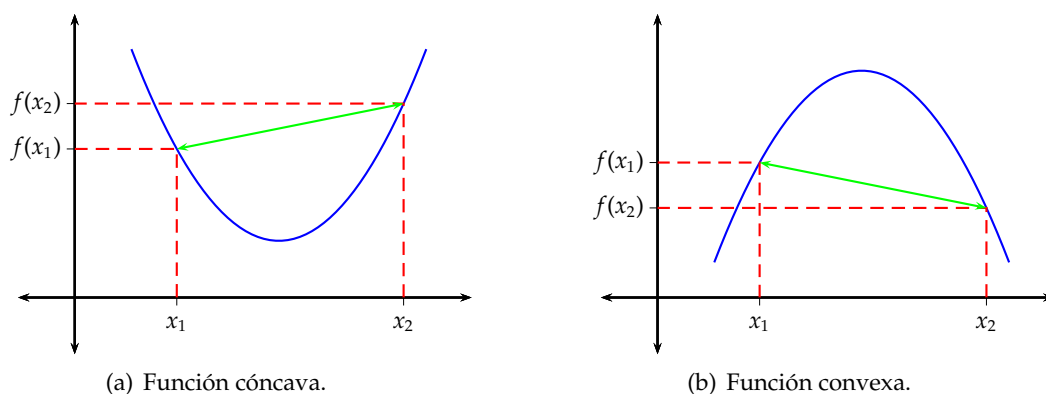 f(x₂)
f(x₁)
x₁
x₂
(a) Función cóncava.
f(x₁)
f(x₂)
x₁
x₂
(b) Función convexa.